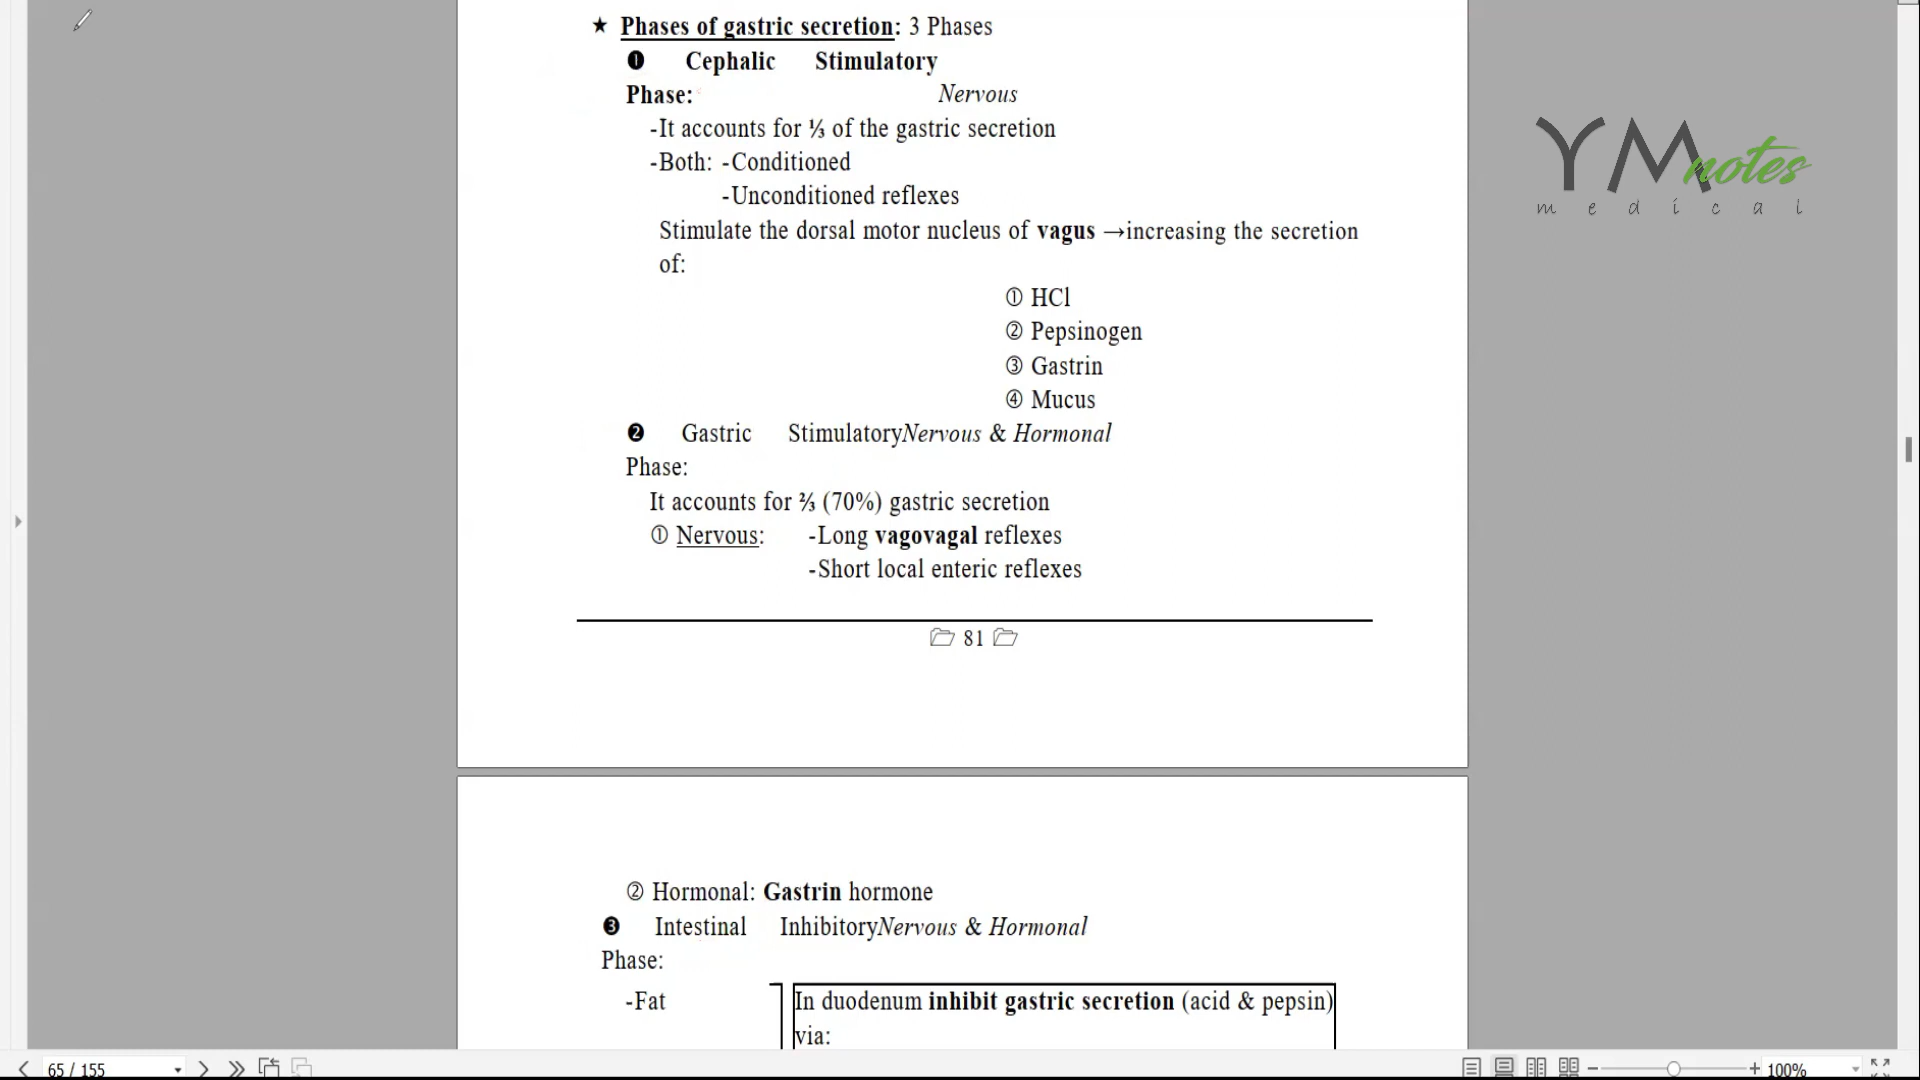 ★ Phases of gastric secretion: 3 Phases
❶ Cephalic Stimulatory
Phase: Nervous
-It accounts for ⅓ of the gastric secretion
-Both: -Conditioned
-Unconditioned reflexes
Stimulate the dorsal motor nucleus of vagus →increasing the secretion
of:
① HCl
② Pepsinogen
③ Gastrin
④ Mucus
❷ Gastric StimulatoryNervous & Hormonal
Phase:
It accounts for ⅔ (70%) gastric secretion
① Nervous: -Long vagovagal reflexes
-Short local enteric reflexes
81
② Hormonal: Gastrin hormone
❸ Intestinal InhibitoryNervous & Hormonal
Phase:
-Fat In duodenum inhibit gastric secretion (acid & pepsin)
via:
YM notes
medical
65 / 155
100%